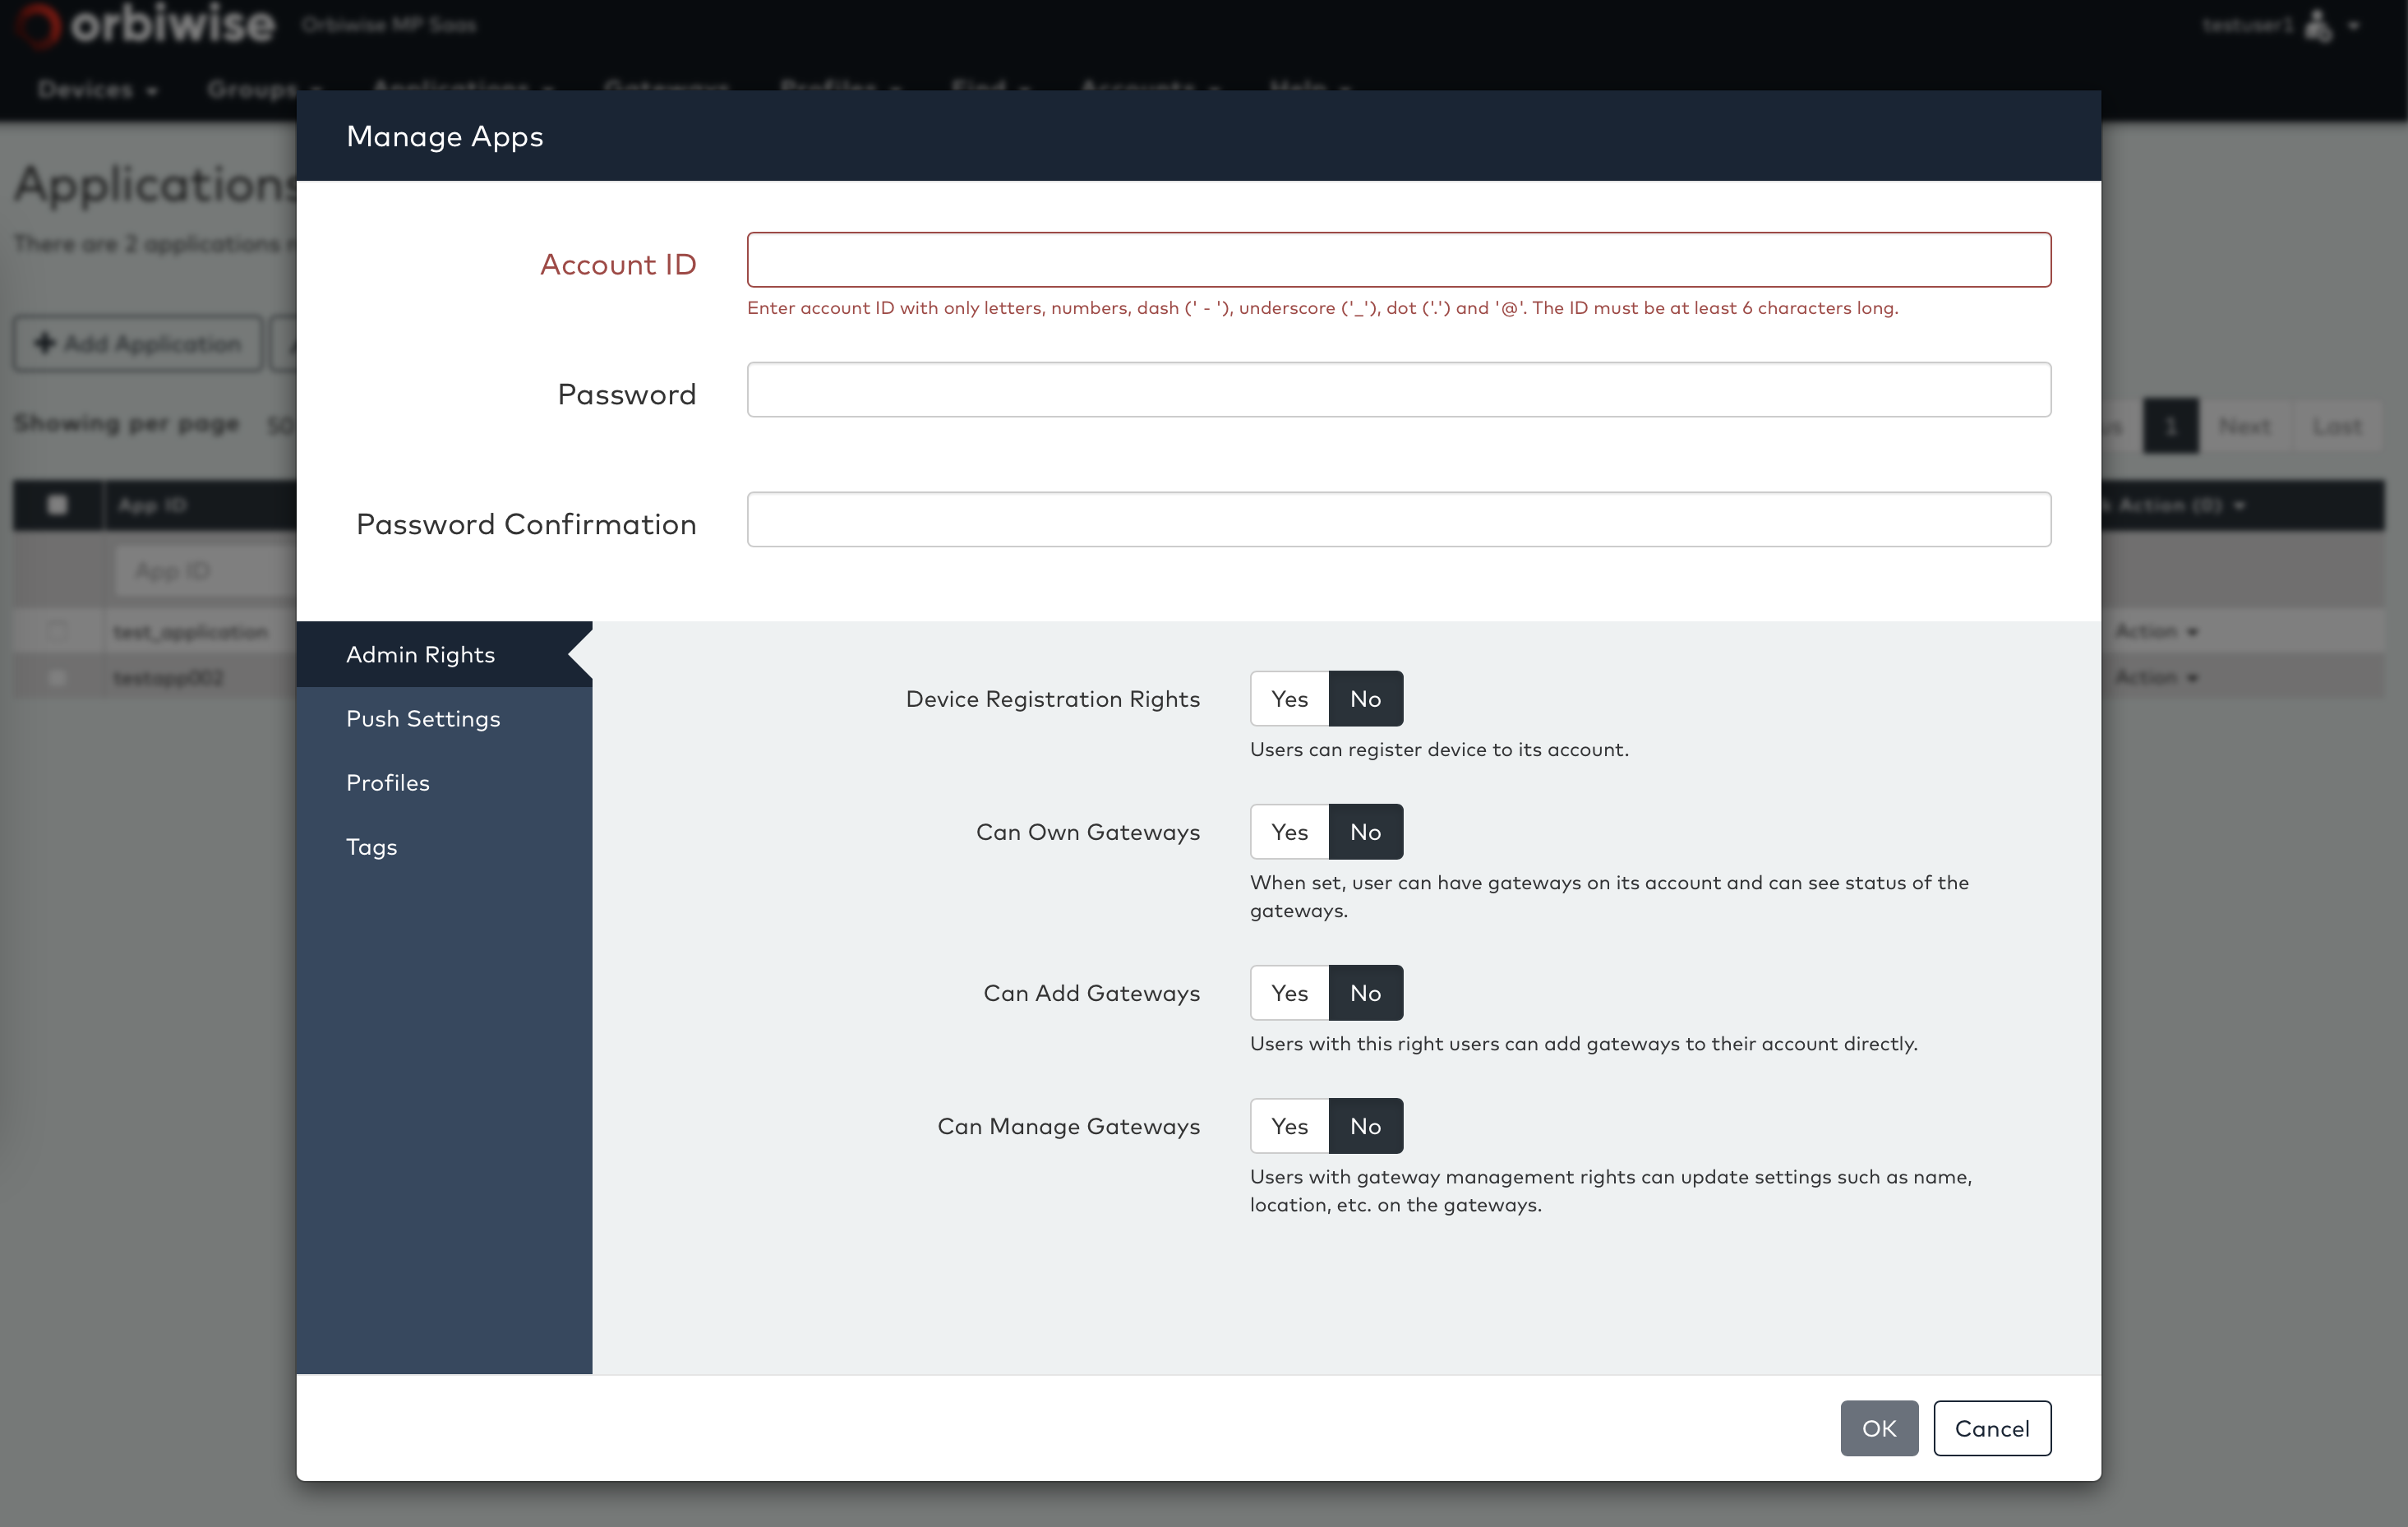 orbiwise Orbiwise MP Saas testuser1
Devices Groups Applications Gateways Profiles Find Accounts Help
Manage Apps
Applications
There are 2 applications
Account ID
Enter account ID with only letters, numbers, dash (' - '), underscore ('_'), dot ('.') and '@'. The ID must be at least 6 characters long.
Add Application
Password
Showing per page 50
1 Next Last
App ID
Action (0)
Password Confirmation
App ID
test_application
Action
testapp002
Action
Admin Rights
Push Settings
Profiles
Tags
Device Registration Rights Yes No
Users can register device to its account.
Can Own Gateways Yes No
When set, user can have gateways on its account and can see status of the
gateways.
Can Add Gateways Yes No
Users with this right users can add gateways to their account directly.
Can Manage Gateways Yes No
Users with gateway management rights can update settings such as name,
location, etc. on the gateways.
OK Cancel